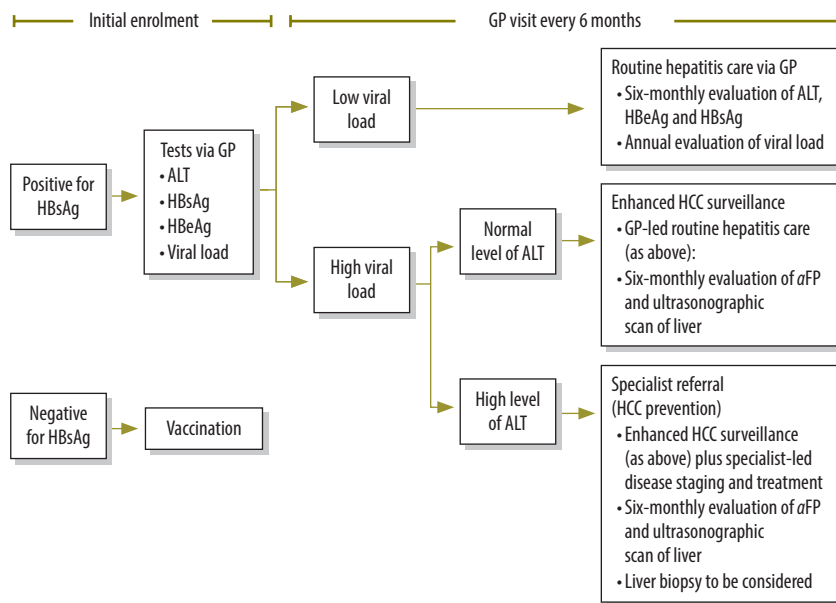 Initial enrolment
GP visit every 6 months
Positive for
HBsAg
Tests via GP
• ALT
• HBsAg
• HBeAg
• Viral load
Low viral
load
Routine hepatitis care via GP
• Six-monthly evaluation of ALT,
HBeAg and HBsAg
• Annual evaluation of viral load
High viral
load
Normal
level of ALT
Enhanced HCC surveillance
• GP-led routine hepatitis care
(as above):
• Six-monthly evaluation of aFP
and ultrasonographic
scan of liver
High level
of ALT
Specialist referral
(HCC prevention)
• Enhanced HCC surveillance
(as above) plus specialist-led
disease staging and treatment
• Six-monthly evaluation of aFP
and ultrasonographic
scan of liver
• Liver biopsy to be considered
Negative
for HBsAg
Vaccination